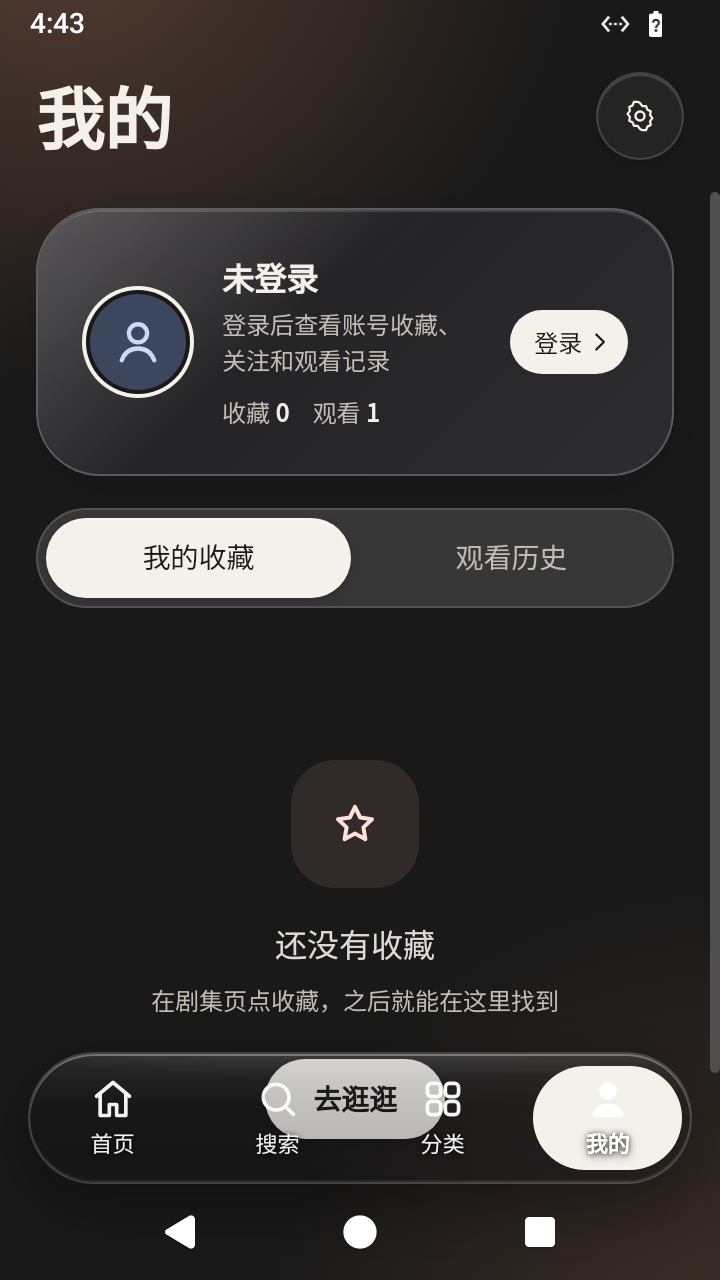 4:43
我的
未登录
登录后查看账号收藏、
关注和观看记录
登录
收藏 0 观看 1
我的收藏
观看历史
还没有收藏
在剧集页点收藏，之后就能在这里找到
去逛逛
首页
搜索
分类
我的